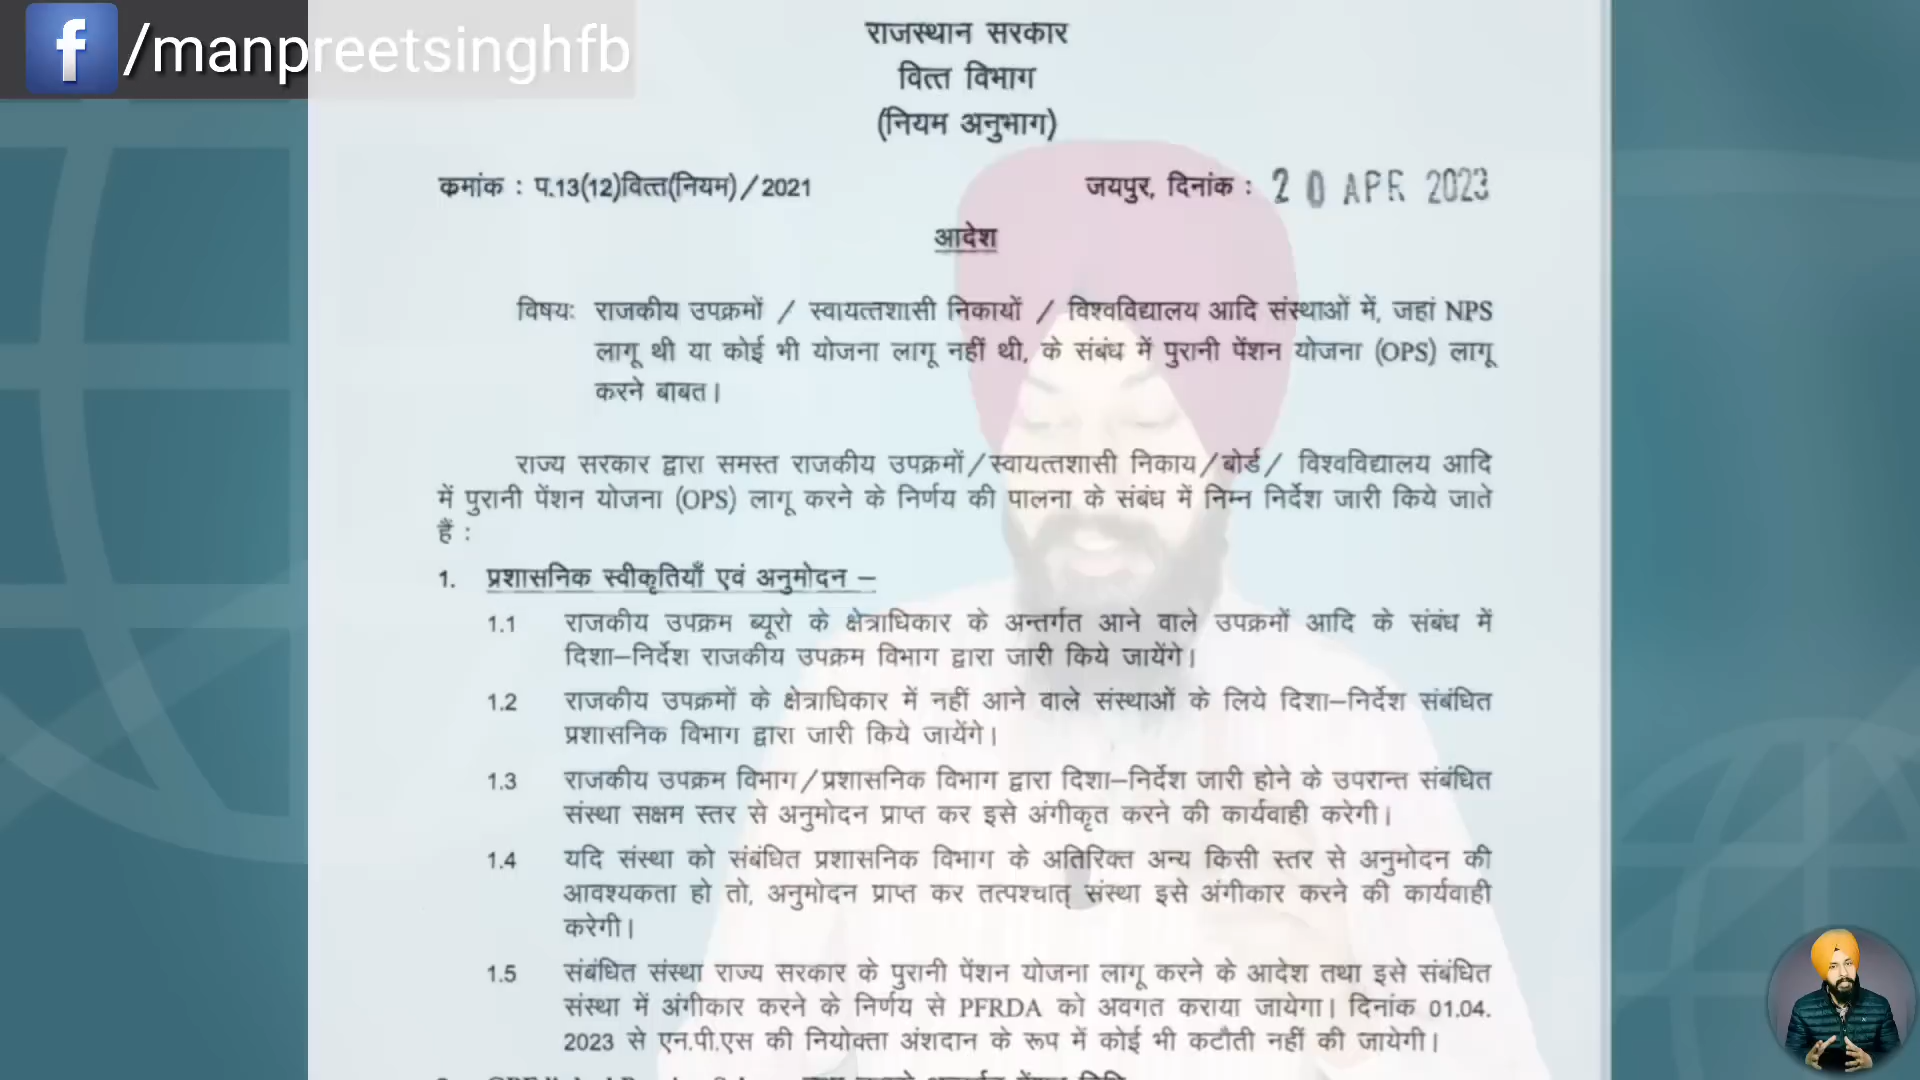 /manpreetsinghfb
राजस्थान सरकार
वित्त विभाग
(नियम अनुभाग)
कमांक : प.13(12)वित्त(नियम)/2021 जयपुर, दिनांक : 20 APR 2023
आदेश
विषयः राजकीय उपक्रमों / स्वायत्तशासी निकायों / विश्वविद्यालय आदि संस्थाओं में, जहां NPS
लागू थी या कोई भी योजना लागू नहीं थी, के संबंध में पुरानी पेंशन योजना (OPS) लागू
करने बाबत।
राज्य सरकार द्वारा समस्त राजकीय उपक्रमों/स्वायत्तशासी निकाय/बोर्ड/ विश्वविद्यालय आदि
में पुरानी पेंशन योजना (OPS) लागू करने के निर्णय की पालना के संबंध में निम्न निर्देश जारी किये जाते
हैं :
1. प्रशासनिक स्वीकृतियाँ एवं अनुमोदन –
1.1 राजकीय उपक्रम ब्यूरो के क्षेत्राधिकार के अन्तर्गत आने वाले उपक्रमों आदि के संबंध में
दिशा–निर्देश राजकीय उपक्रम विभाग द्वारा जारी किये जायेंगे।
1.2 राजकीय उपक्रमों के क्षेत्राधिकार में नहीं आने वाले संस्थाओं के लिये दिशा–निर्देश संबंधित
प्रशासनिक विभाग द्वारा जारी किये जायेंगे।
1.3 राजकीय उपक्रम विभाग/प्रशासनिक विभाग द्वारा दिशा–निर्देश जारी होने के उपरान्त संबंधित
संस्था सक्षम स्तर से अनुमोदन प्राप्त कर इसे अंगीकृत करने की कार्यवाही करेगी।
1.4 यदि संस्था को संबंधित प्रशासनिक विभाग के अतिरिक्त अन्य किसी स्तर से अनुमोदन की
आवश्यकता हो तो, अनुमोदन प्राप्त कर तत्पश्चात् संस्था इसे अंगीकार करने की कार्यवाही
करेगी।
1.5 संबंधित संस्था राज्य सरकार के पुरानी पेंशन योजना लागू करने के आदेश तथा इसे संबंधित
संस्था में अंगीकार करने के निर्णय से PFRDA को अवगत कराया जायेगा। दिनांक 01.04.
2023 से एन.पी.एस की नियोक्ता अंशदान के रूप में कोई भी कटौती नहीं की जायेगी।